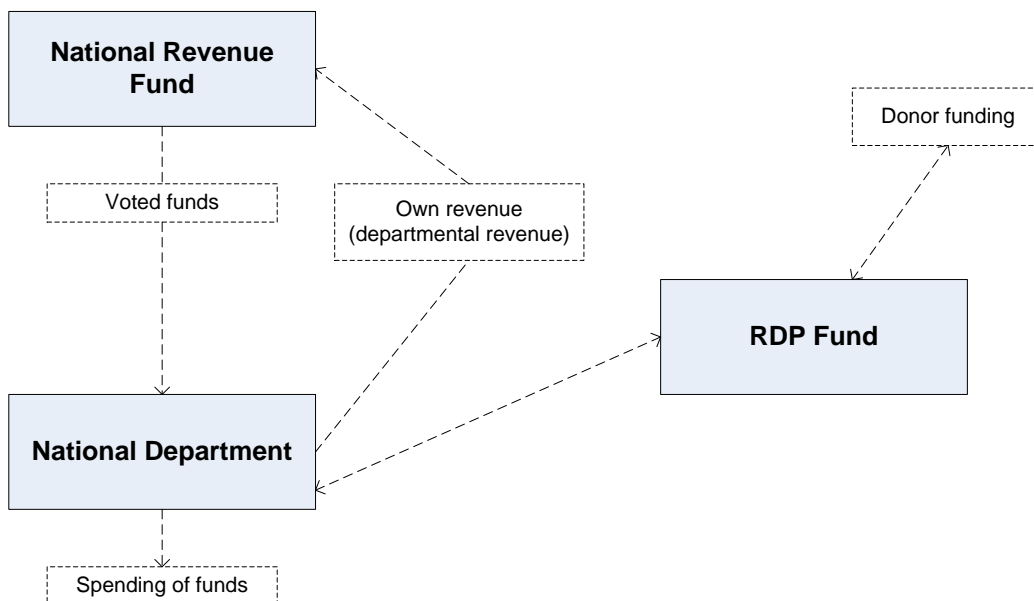 National Revenue
Fund
Donor funding
Voted funds
Own revenue
(departmental revenue)
RDP Fund
National Department
Spending of funds